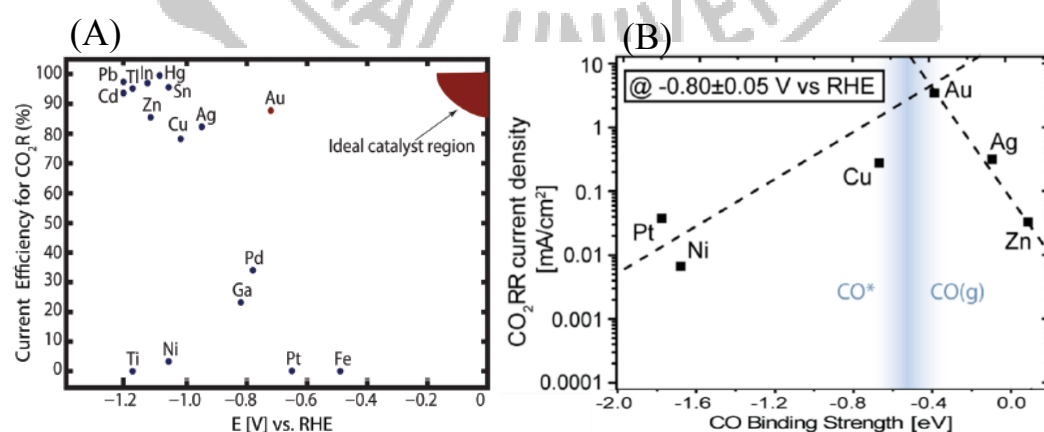 (A)
(B)
Current Efficiency for CO2R (%)
100
90
80
70
60
50
40
30
20
10
0
Pb
Tl
In
Hg
Cd
Sn
Zn
Cu
Ag
Au
Ideal catalyst region
Pd
Ga
Ti
Ni
Pt
Fe
−1.2
−1.0
−0.8
−0.6
−0.4
−0.2
0
E [V] vs. RHE
CO2RR current density
[mA/cm2]
10
1
0.1
0.01
0.001
0.0001
@ -0.80±0.05 V vs RHE
Au
Ag
Cu
Zn
Pt
Ni
CO*
CO(g)
-2.0
-1.6
-1.2
-0.8
-0.4
0.0
CO Binding Strength [eV]